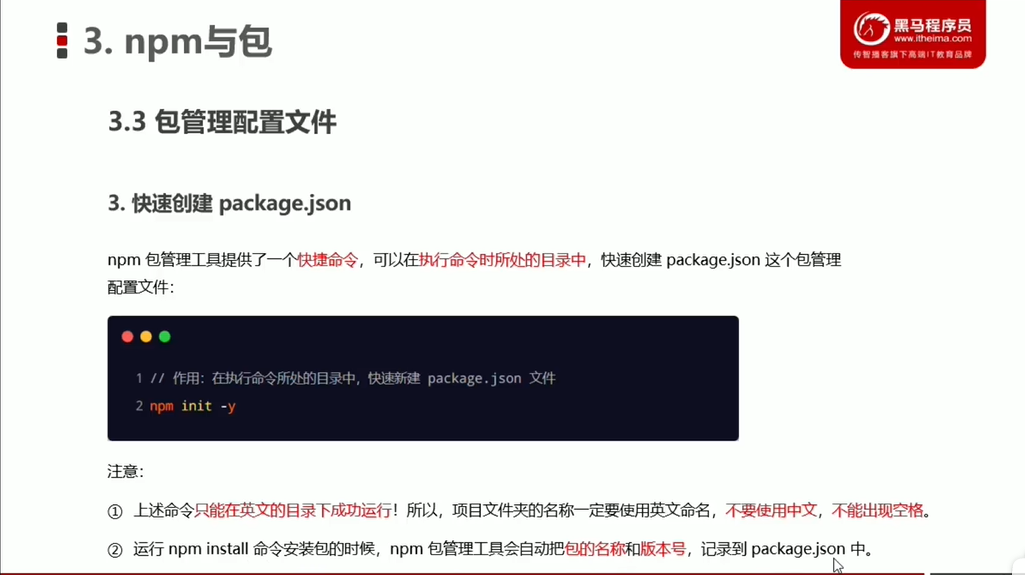 3. npm与包
黑马程序员
www.itheima.com
传智播客旗下高端IT教育品牌
3.3 包管理配置文件
3. 快速创建 package.json
npm 包管理工具提供了一个快捷命令，可以在执行命令时所处的目录中，快速创建 package.json 这个包管理
配置文件：
1 // 作用：在执行命令所处的目录中，快速新建 package.json 文件
2 npm init -y
注意：
① 上述命令只能在英文的目录下成功运行！所以，项目文件夹的名称一定要使用英文命名，不要使用中文，不能出现空格。
② 运行 npm install 命令安装包的时候，npm 包管理工具会自动把包的名称和版本号，记录到 package.json 中。